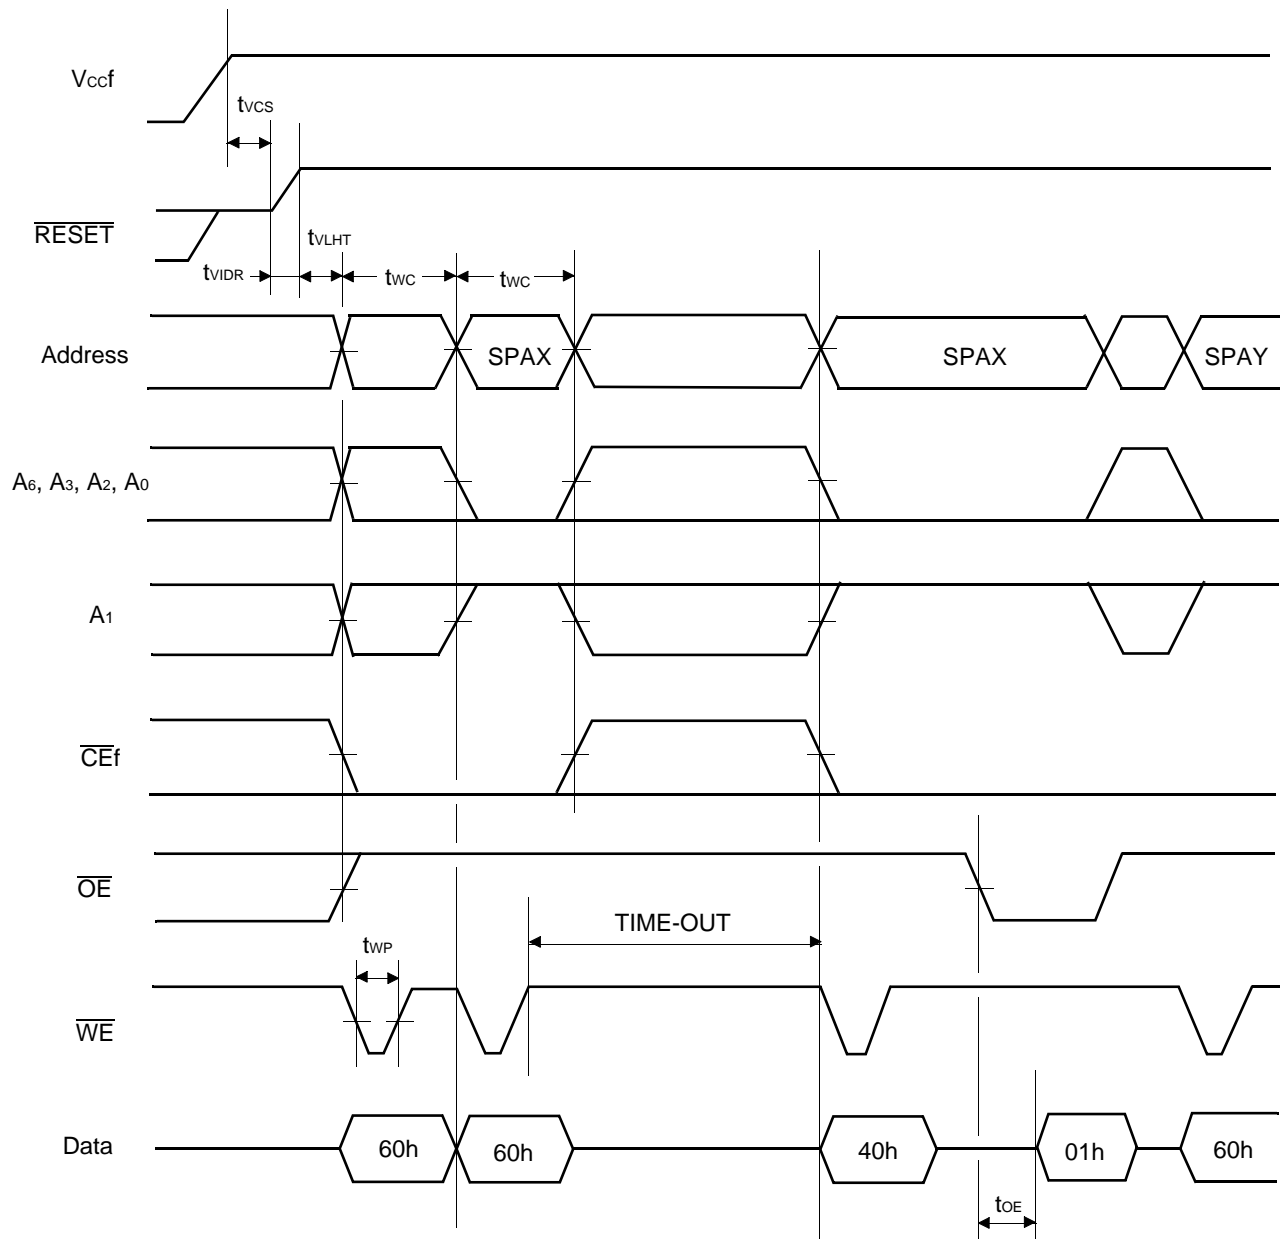 VCCf
tVCS
RESET
tVLHT
tVIDR
tWC
tWC
Address
SPAX
SPAX
SPAY
A6, A3, A2, A0
A1
CEf
OE
TIME-OUT
tWP
WE
Data
60h
60h
40h
01h
60h
tOE